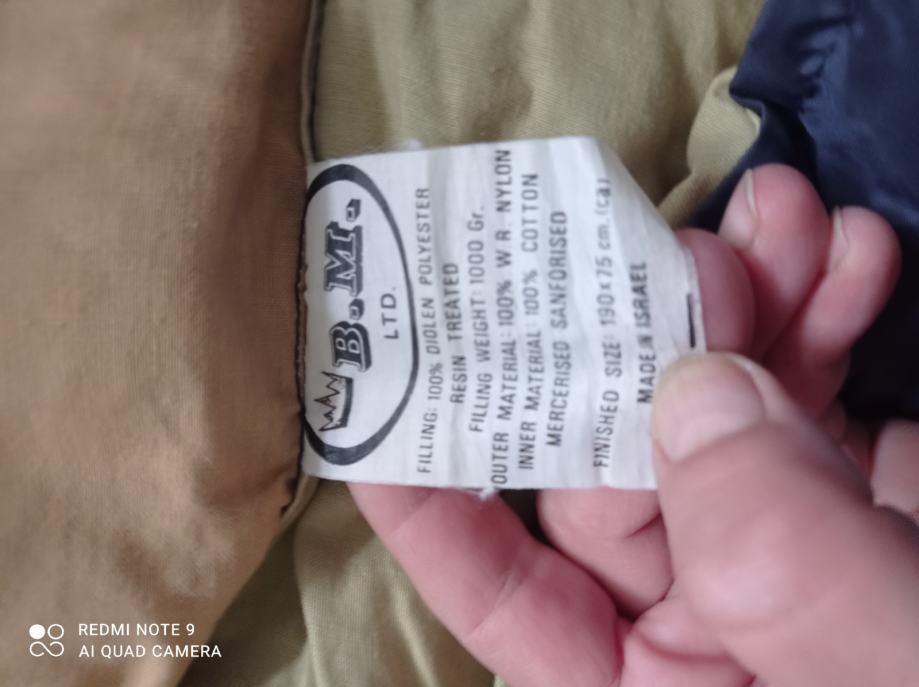 B.M.
LTD.
FILLING: 100% DIOLEN POLYESTER
RESIN TREATED
FILLING WEIGHT: 1000 Gr.
OUTER MATERIAL: 100% W.R. NYLON
INNER MATERIAL: 100% COTTON
MERCERISED SANFORISED
FINISHED SIZE: 190x75 cm. (ca)
MADE IN ISRAEL
REDMI NOTE 9
AI QUAD CAMERA